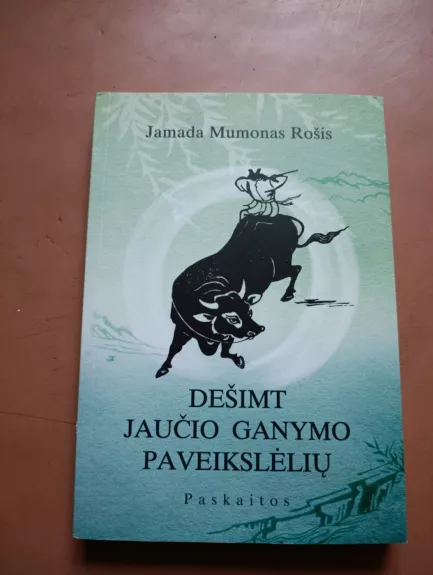 Jamada Mumonas Rošis
DEŠIMT
JAUČIO GANYMO
PAVEIKSLĖLIŲ
Paskaitos